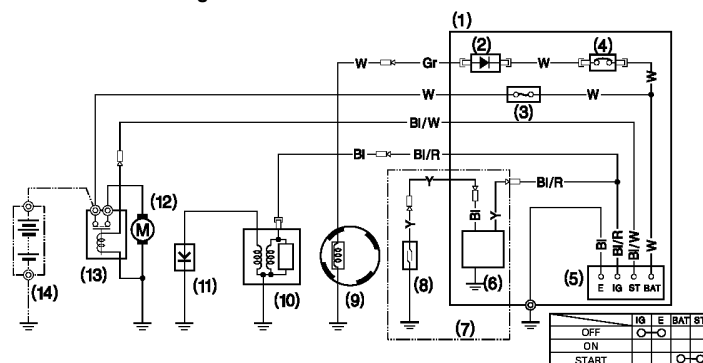 (1)
(2)
(4)
W
Gr
W
W
W
W
W
(3)
Bl/W
Bl
Bl/R
Y
Bl/R
Y
Bl
Y
(12)
M
(13)
(14)
(11)
(10)
(9)
(8)
(6)
(7)
Bl
Bl/R
Bl/W
W
(5)
E IG ST BAT
IG E BAT ST
OFF
ON
START